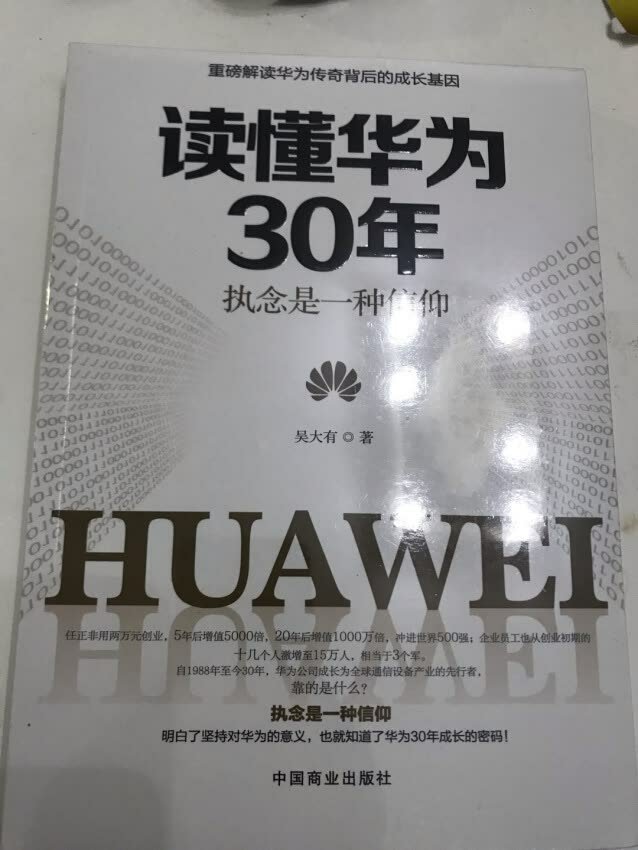 重磅解读华为传奇背后的成长基因
读懂华为
30年
执念是一种信仰
吴大有◎著
HUAWEI
任正非用两万元创业，5年后增值5000倍，20年后增值1000万倍，冲进世界500强；企业员工也从创业初期的
十几个人激增至15万人，相当于3个军。
自1988年至今30年，华为公司成长为全球通信设备产业的先行者，
靠的是什么？
执念是一种信仰
明白了坚持对华为的意义，也就知道了华为30年成长的密码！
中国商业出版社